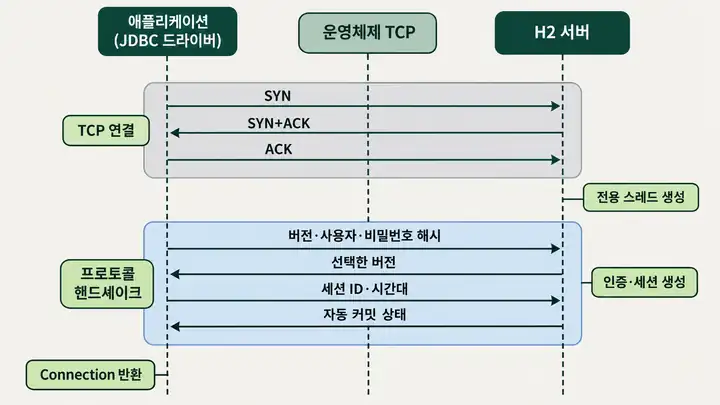 애플리케이션
(JDBC 드라이버)
운영체제 TCP
H2 서버
TCP 연결
SYN
SYN+ACK
ACK
전용 스레드 생성
프로토콜
핸드셰이크
버전·사용자·비밀번호 해시
선택한 버전
세션 ID·시간대
자동 커밋 상태
인증·세션 생성
Connection 반환